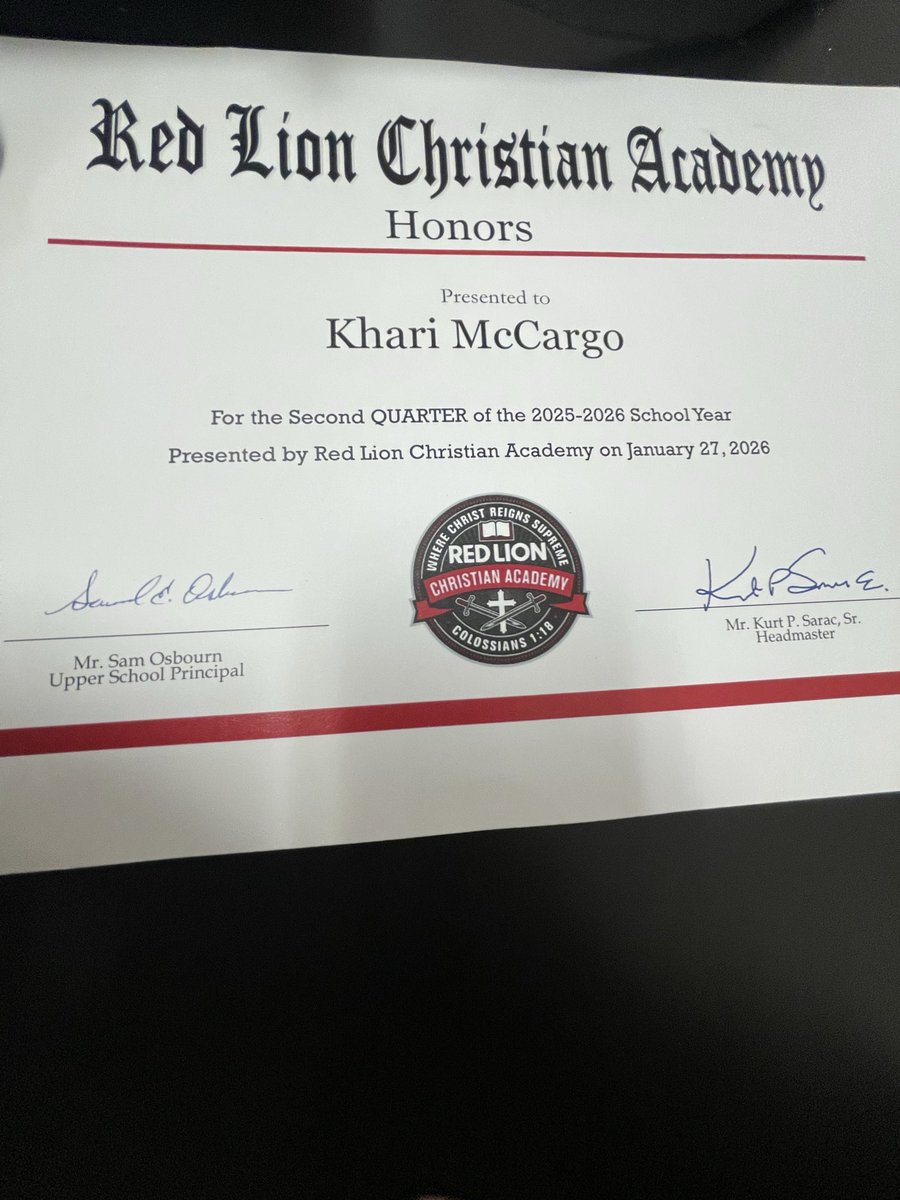 Red Lion Christian Academy
Honors
Presented to
Khari McCargo
For the Second QUARTER of the 2025-2026 School Year
Presented by Red Lion Christian Academy on January 27, 2026
WHERE CHRIST REIGNS SUPREME
RED LION
CHRISTIAN ACADEMY
COLOSSIANS 1:18
Mr. Sam Osbourn
Upper School Principal
Mr. Kurt P. Sarac, Sr.
Headmaster